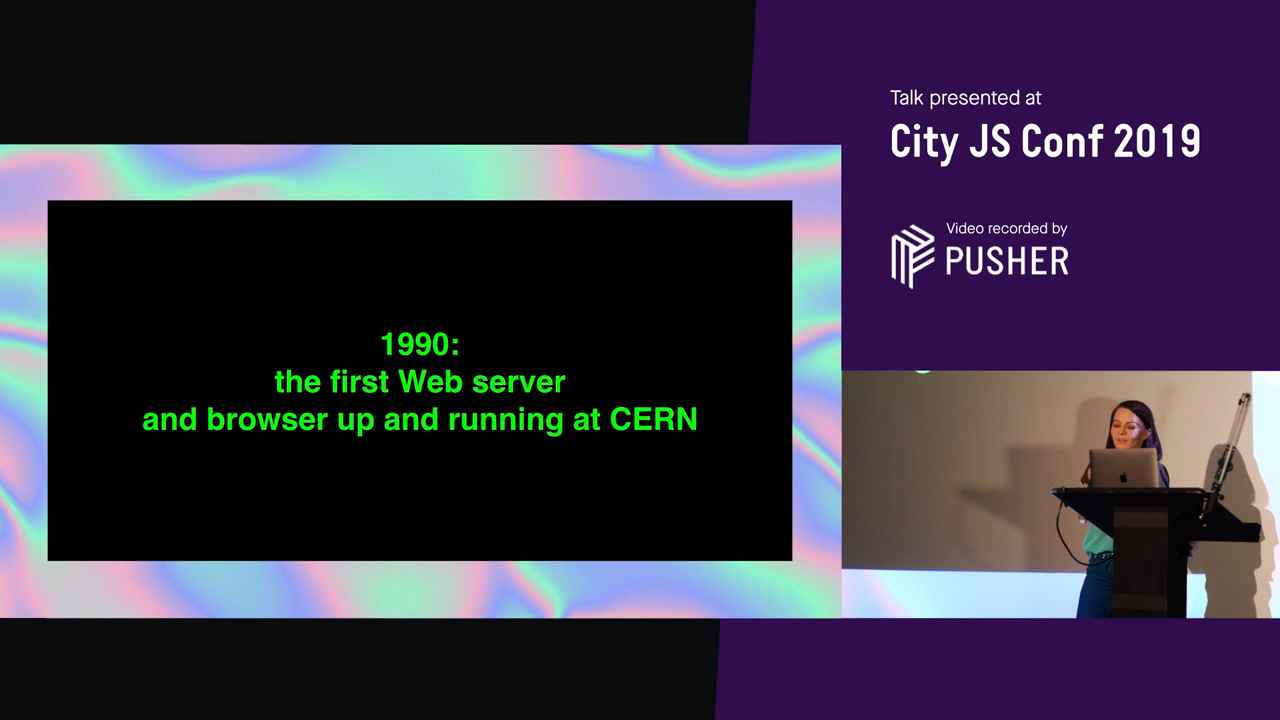 Talk presented at
City JS Conf 2019
Video recorded by
PUSHER
1990:
the first Web server
and browser up and running at CERN